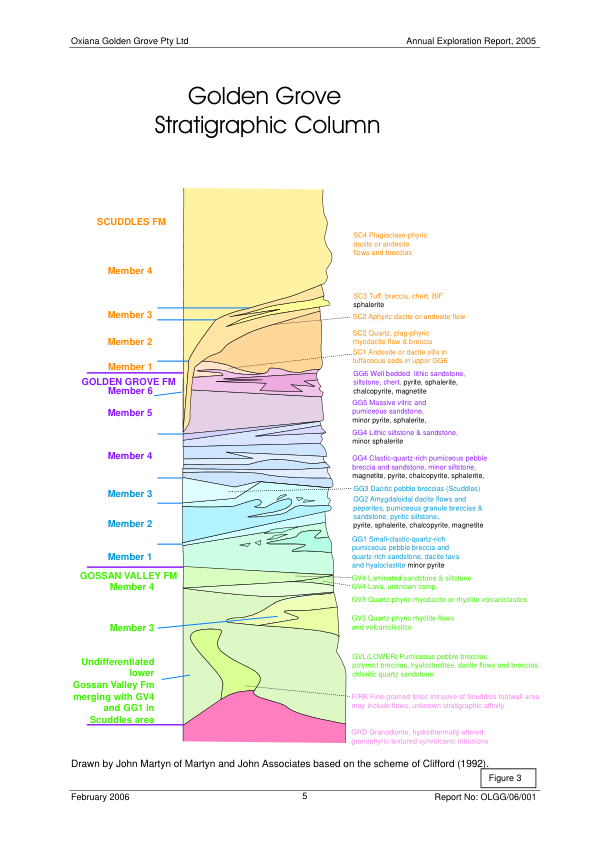 Oxiana Golden Grove Pty Ltd
Annual Exploration Report, 2005
Golden Grove
Stratigraphic Column
SCUDDLES FM
Member 4
Member 3
Member 2
Member 1
GOLDEN GROVE FM
Member 6
Member 5
Member 4
Member 3
Member 2
Member 1
GOSSAN VALLEY FM
Member 4
Member 3
Undifferentiated
lower
Gossan Valley Fm
merging with GV4
and GG1 in
Scuddles area
SC4 Plagioclase-phyric
dacite or andesite
flows and breccias
SC3 Tuff, breccia, chert, BIF
sphalerite
SC2 Aphyric dacite or andesite flow
SC2 Quartz, plag-phyric
rhyodacite flow & breccia
SC1 Andesite or dacite sills in
tuffaceous seds in upper GG6
GG6 Well bedded lithic sandstone,
siltstone, chert, pyrite, sphalerite,
chalcopyrite, magnetite
GG5 Massive vitric and
pumiceous sandstone,
minor pyrite, sphalerite,
GG4 Lithic siltstone & sandstone,
minor sphalerite
GG4 Clastic-quartz-rich pumiceous pebble
breccia and sandstone, minor siltstone,
magnetite, pyrite, chalcopyrite, sphalerite,
GG3 Dacitic pebble breccias (Scuddles)
GG2 Amygdaloidal dacite flows and
peperites, pumiceous granule breccias &
sandstone, pyritic siltstone,
pyrite, sphalerite, chalcopyrite, magnetite
GG1 Small-clastic-quartz-rich
pumiceous pebble breccia and
quartz-rich sandstone, dacite lava
and hyaloclastite minor pyrite
GV4 Laminated sandstone & siltstone
GV4 Lava, unknown comp.
GV3 Quartz-phyric rhyodacite or rhyolite volcaniclastics
GV3 Quartz-phyric rhyolite flows
and volcaniclastics
GVL(LOWER) Pumiceous pebble breccias,
polymict breccias, hyaloclastites, dacite flows and breccias,
chloritic quartz sandstone
FIRK Fine-grained felsic intrusive of Scuddles footwall area
may include flows, unknown stratigraphic affinity
GRD Granodiorite, hydrothermally altered,
granophyric-textured synvolcanic intrusions
Drawn by John Martyn of Martyn and John Associates based on the scheme of Clifford (1992).
Figure 3
February 2006
5
Report No: OLGG/06/001